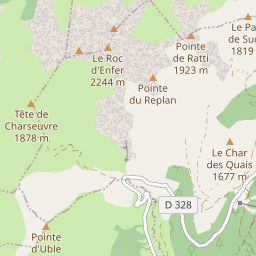 Le Pa
de Suc
1819
Pointe
de Ratti
1923 m
Le Roc
d'Enfer
2244 m
Pointe
du Replan
Tête de
Charseuvre
1878 m
Le Char
des Quais
1677 m
D 328
Pointe
d'Uble